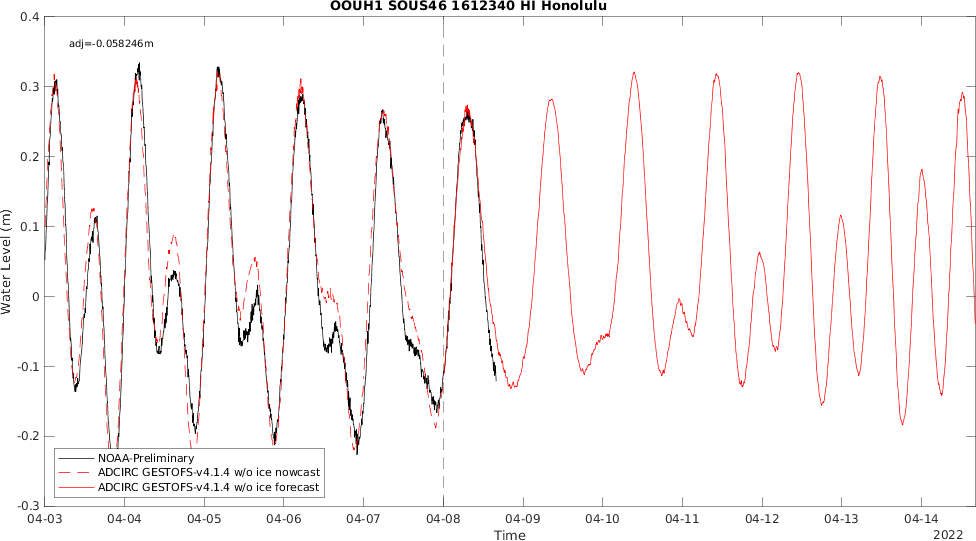 OOUH1 SOUS46 1612340 HI Honolulu
adj=-0.058246m
0.4
0.3
0.2
0.1
0
-0.1
-0.2
-0.3
Water Level (m)
NOAA-Preliminary
ADCIRC GESTOFS-v4.1.4 w/o ice nowcast
ADCIRC GESTOFS-v4.1.4 w/o ice forecast
04-03 04-04 04-05 04-06 04-07 04-08 04-09 04-10 04-11 04-12 04-13 04-14
Time
2022